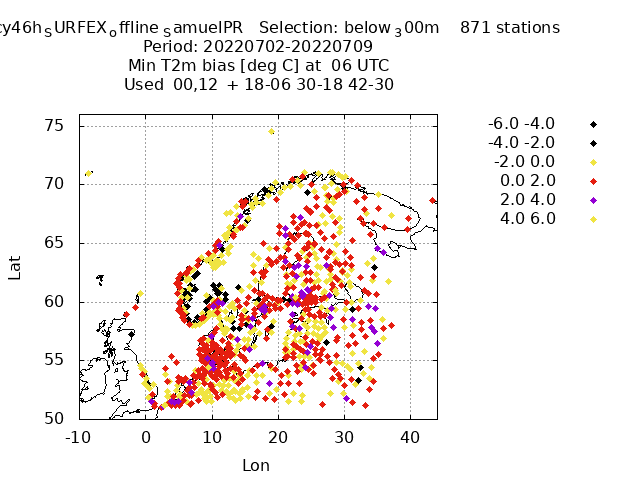 cy46h_SURFEX_offline_SamuelPR   Selection: below_300m    871 stations
Period: 20220702-20220709
Min T2m bias [deg C] at  06 UTC
Used  00,12  + 18-06 30-18 42-30
75
70
65
60
55
50
-10 0 10 20 30 40
Lat
Lon
-6.0 -4.0
-4.0 -2.0
-2.0 0.0
0.0 2.0
2.0 4.0
4.0 6.0